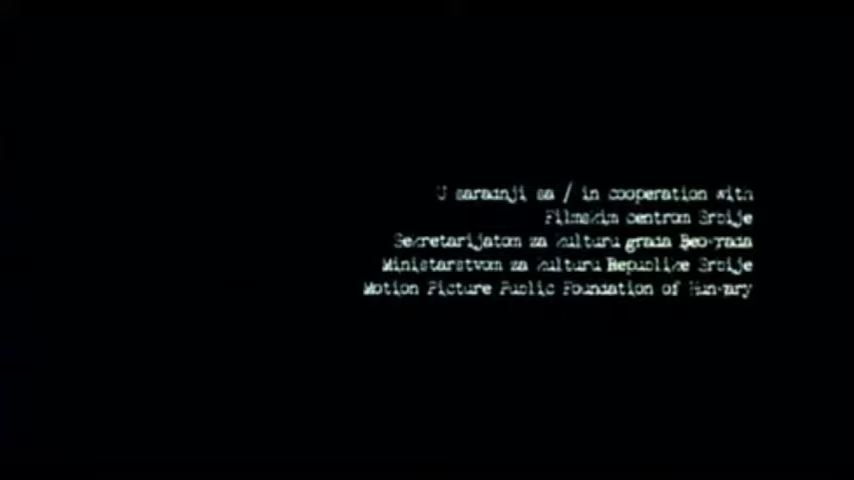 U saradnji sa / in cooperation with
Filmskim centrom Srbije
Sekretarijatom za kulturu grada Beograda
Ministarstvom za kulturu Republike Srbije
Motion Picture Public Foundation of Hungary